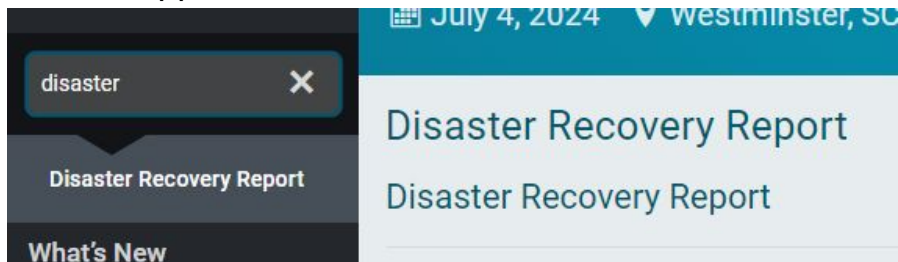 July 4, 2024 Westminster, SC
disaster
Disaster Recovery Report
What's New
Disaster Recovery Report
Disaster Recovery Report